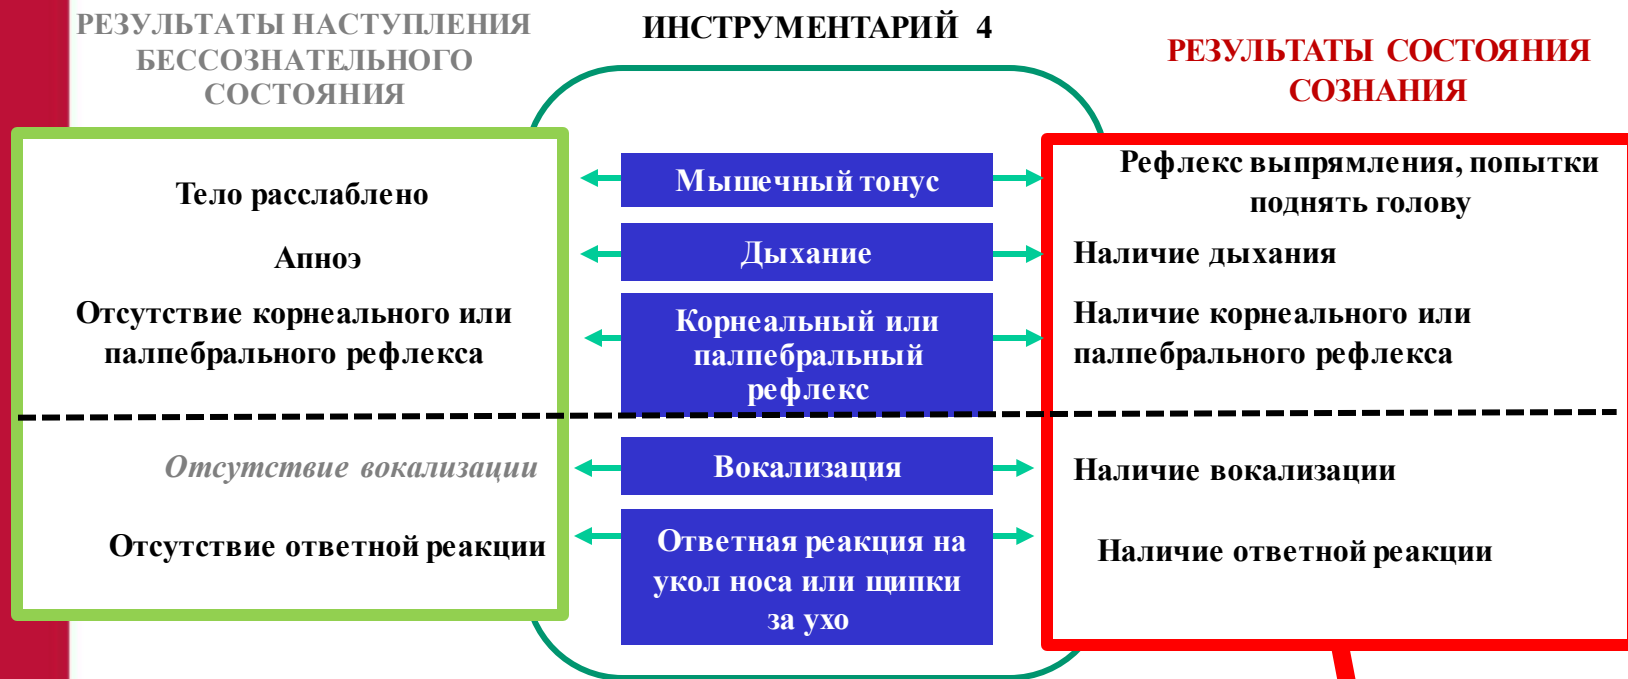 РЕЗУЛЬТАТЫ НАСТУПЛЕНИЯ
БЕССОЗНАТЕЛЬНОГО
СОСТОЯНИЯ
ИНСТРУМЕНТАРИЙ 4
РЕЗУЛЬТАТЫ СОСТОЯНИЯ
СОЗНАНИЯ
Тело расслаблено
Мышечный тонус
Рефлекс выпрямления, попытки
поднять голову
Апноэ
Дыхание
Наличие дыхания
Отсутствие корнеального или
палпебрального рефлекса
Корнеальный или
палпебральный
рефлекс
Наличие корнеального или
палпебрального рефлекса
Отсутствие вокализации
Вокализация
Наличие вокализации
Отсутствие ответной реакции
Ответная реакция на
укол носа или щипки
за ухо
Наличие ответной реакции